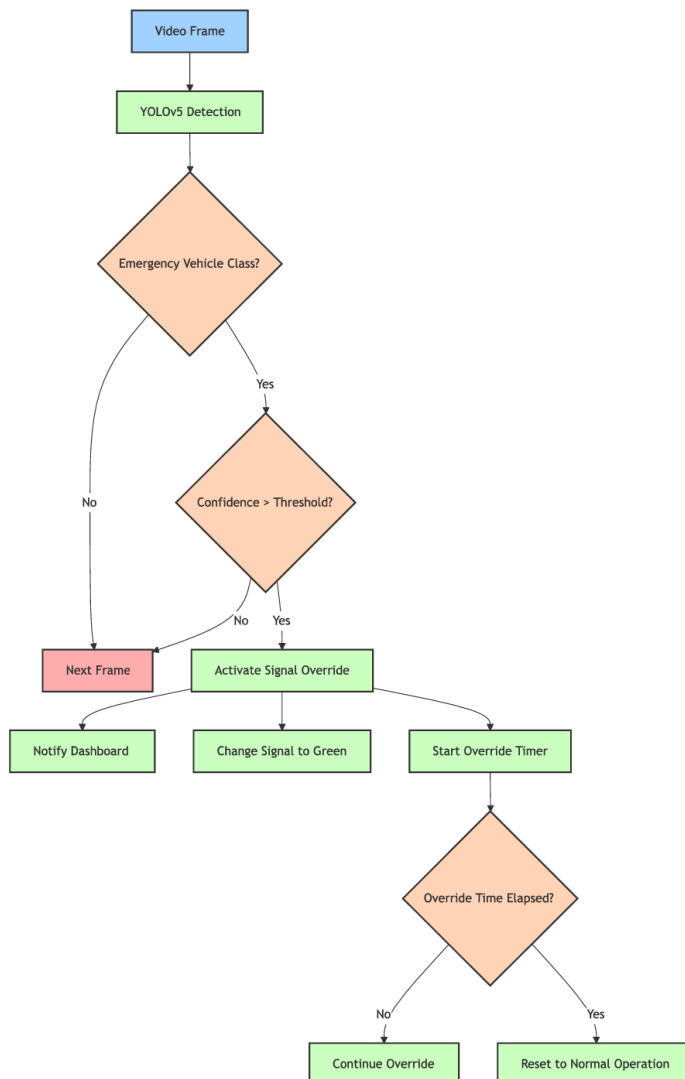 Video Frame
YOLOv5 Detection
Emergency Vehicle Class?
Yes
No
Confidence > Threshold?
No
Yes
Next Frame
Activate Signal Override
Notify Dashboard
Change Signal to Green
Start Override Timer
Override Time Elapsed?
No
Yes
Continue Override
Reset to Normal Operation